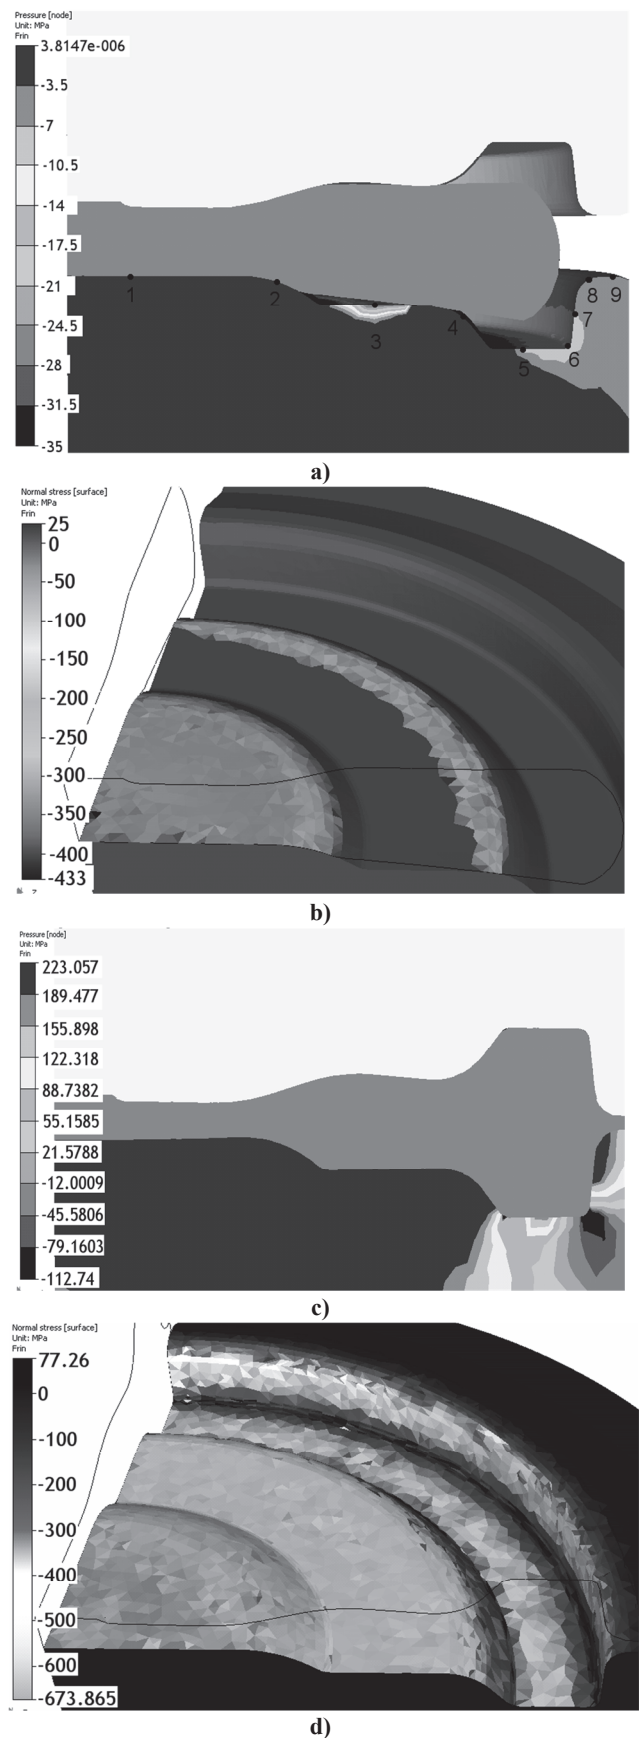 Pressure [node]
Unit: MPa
Frin
3.8147e-006
-3.5
-7
-10.5
-14
-17.5
-21
-24.5
-28
-31.5
-35
1
2
3
4
5
6
7
8
9
a)
Normal stress [surface]
Unit: MPa
Frin
25
0
-50
-100
-150
-200
-250
-300
-350
-400
-433
b)
Pressure [node]
Unit: MPa
Frin
223.057
189.477
155.898
122.318
88.7382
55.1585
21.5788
-12.0009
-45.5806
-79.1603
-112.74
c)
Normal stress [surface]
Unit: MPa
Frin
77.26
0
-100
-200
-300
-400
-500
-600
-673.865
d)